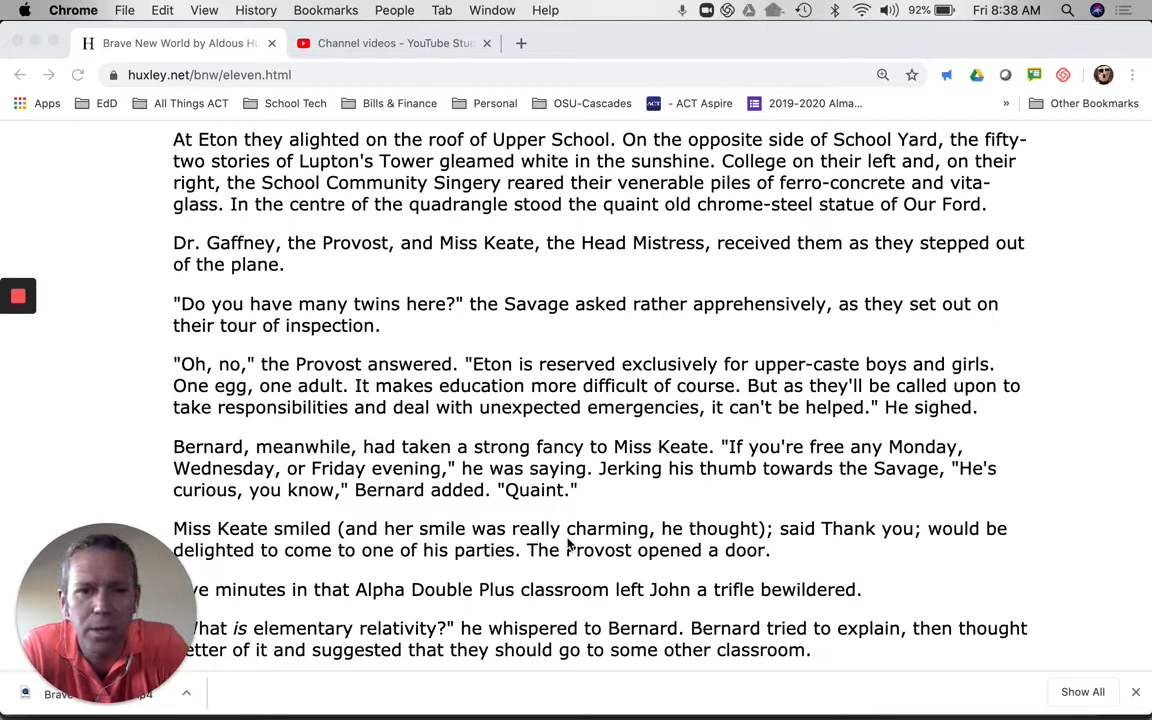 Chrome File Edit View History Bookmarks People Tab Window Help 92% Fri 8:38 AM
Brave New World by Aldous Hu Channel videos - YouTube Stud
huxley.net/bnw/eleven.html
Apps EdD All Things ACT School Tech Bills & Finance Personal OSU-Cascades ACT - ACT Aspire 2019-2020 Alma... » Other Bookmarks
At Eton they alighted on the roof of Upper School. On the opposite side of School Yard, the fifty-
two stories of Lupton's Tower gleamed white in the sunshine. College on their left and, on their
right, the School Community Singery reared their venerable piles of ferro-concrete and vita-
glass. In the centre of the quadrangle stood the quaint old chrome-steel statue of Our Ford.
Dr. Gaffney, the Provost, and Miss Keate, the Head Mistress, received them as they stepped out
of the plane.
"Do you have many twins here?" the Savage asked rather apprehensively, as they set out on
their tour of inspection.
"Oh, no," the Provost answered. "Eton is reserved exclusively for upper-caste boys and girls.
One egg, one adult. It makes education more difficult of course. But as they'll be called upon to
take responsibilities and deal with unexpected emergencies, it can't be helped." He sighed.
Bernard, meanwhile, had taken a strong fancy to Miss Keate. "If you're free any Monday,
Wednesday, or Friday evening," he was saying. Jerking his thumb towards the Savage, "He's
curious, you know," Bernard added. "Quaint."
Miss Keate smiled (and her smile was really charming, he thought); said Thank you; would be
delighted to come to one of his parties. The Provost opened a door.
ve minutes in that Alpha Double Plus classroom left John a trifle bewildered.
hat is elementary relativity?" he whispered to Bernard. Bernard tried to explain, then thought
etter of it and suggested that they should go to some other classroom.
Brav p4 Show All